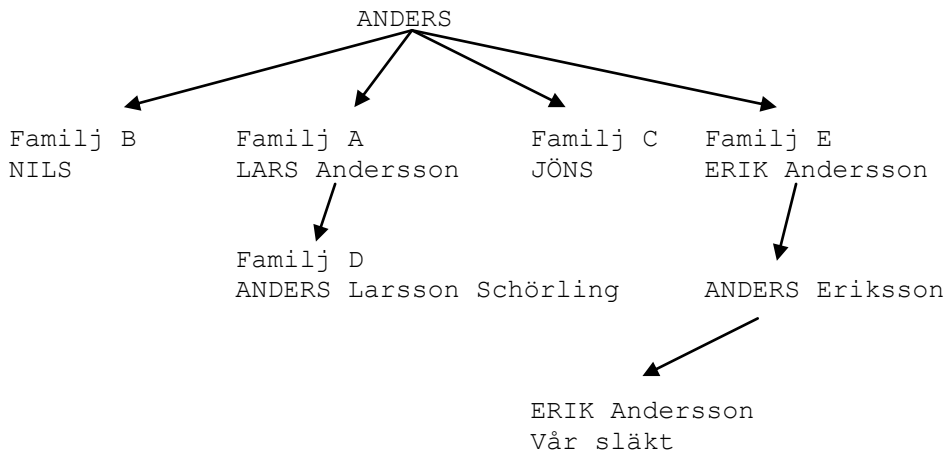 ANDERS
Familj B
NILS
Familj A
LARS Andersson
Familj C
JÖNS
Familj E
ERIK Andersson
Familj D
ANDERS Larsson Schörling
ANDERS Eriksson
ERIK Andersson
Vår släkt